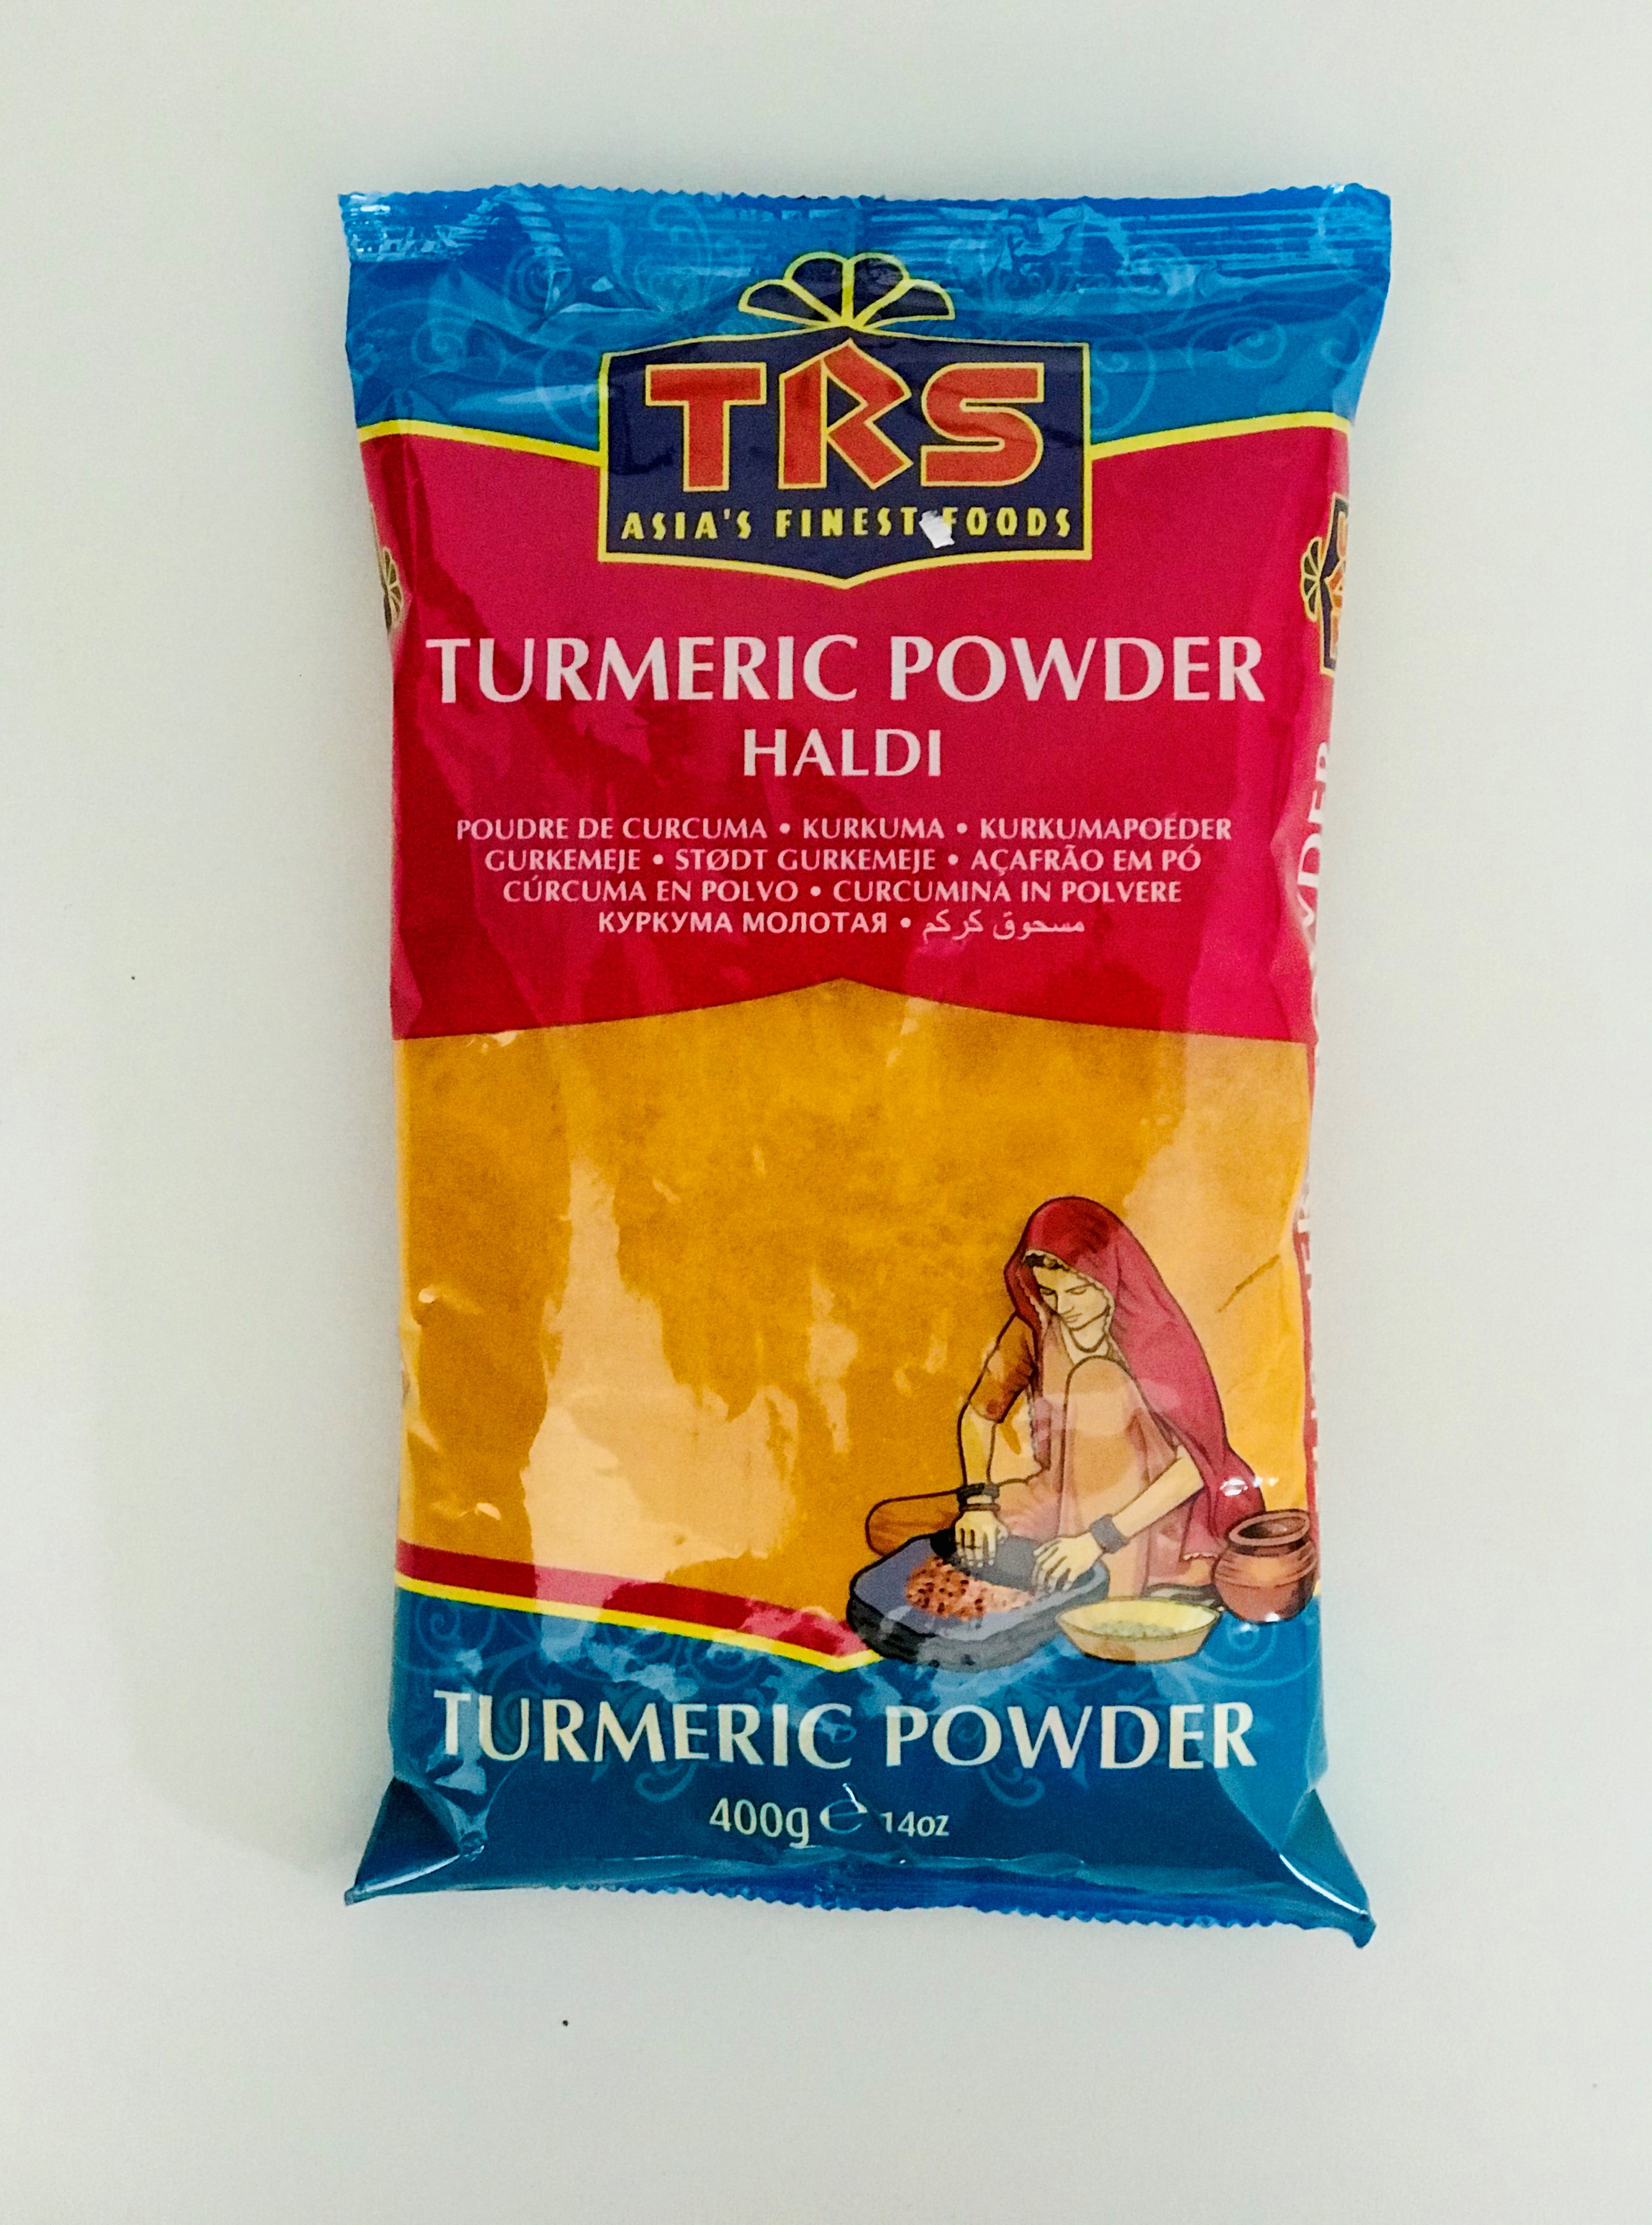 TRS
ASIA'S FINEST FOODS
TURMERIC POWDER
HALDI
POUDRE DE CURCUMA • KURKUMA • KURKUMAPOEDER
GURKEMEJE • STØDT GURKEMEJE • AÇAFRÃO EM PÓ
CÚRCUMA EN POLVO • CURCUMINA IN POLVERE
КУРКУМА МОЛОТАЯ • مسحوق كركم
TURMERIC POWDER
400g ℮ 14oz